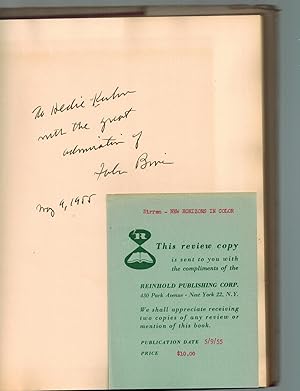 To Hedie Kuhn
with the great
admiration of
Faber Birren
May 9, 1955
Birren - NEW HORIZONS IN COLOR
R
This review copy
is sent to you with
the compliments of the
REINHOLD PUBLISHING CORP.
430 Park Avenue - New York 22, N.Y.
We shall appreciate receiving
two copies of any review or
mention of this book.
PUBLICATION DATE 5/9/55
PRICE $10.00